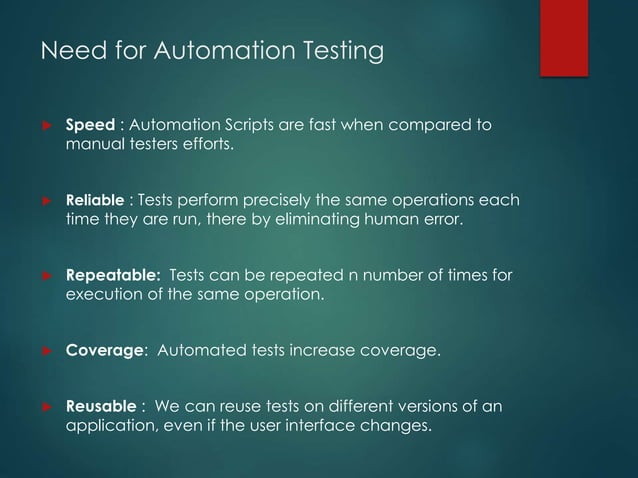 Need for Automation Testing
Speed : Automation Scripts are fast when compared to
manual testers efforts.
Reliable : Tests perform precisely the same operations each
time they are run, there by eliminating human error.
Repeatable: Tests can be repeated n number of times for
execution of the same operation.
Coverage: Automated tests increase coverage.
Reusable : We can reuse tests on different versions of an
application, even if the user interface changes.